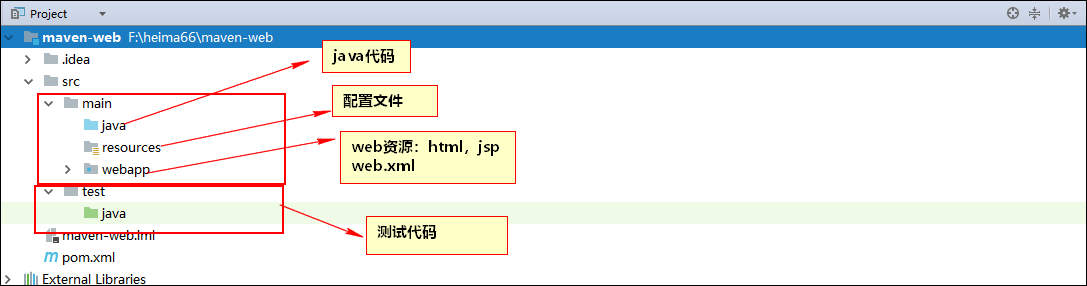 Project
maven-web F:\heima66\maven-web
.idea
src
main
java
resources
webapp
test
java
maven-web.iml
pom.xml
External Libraries
java代码
配置文件
web资源：html，jsp
web.xml
测试代码